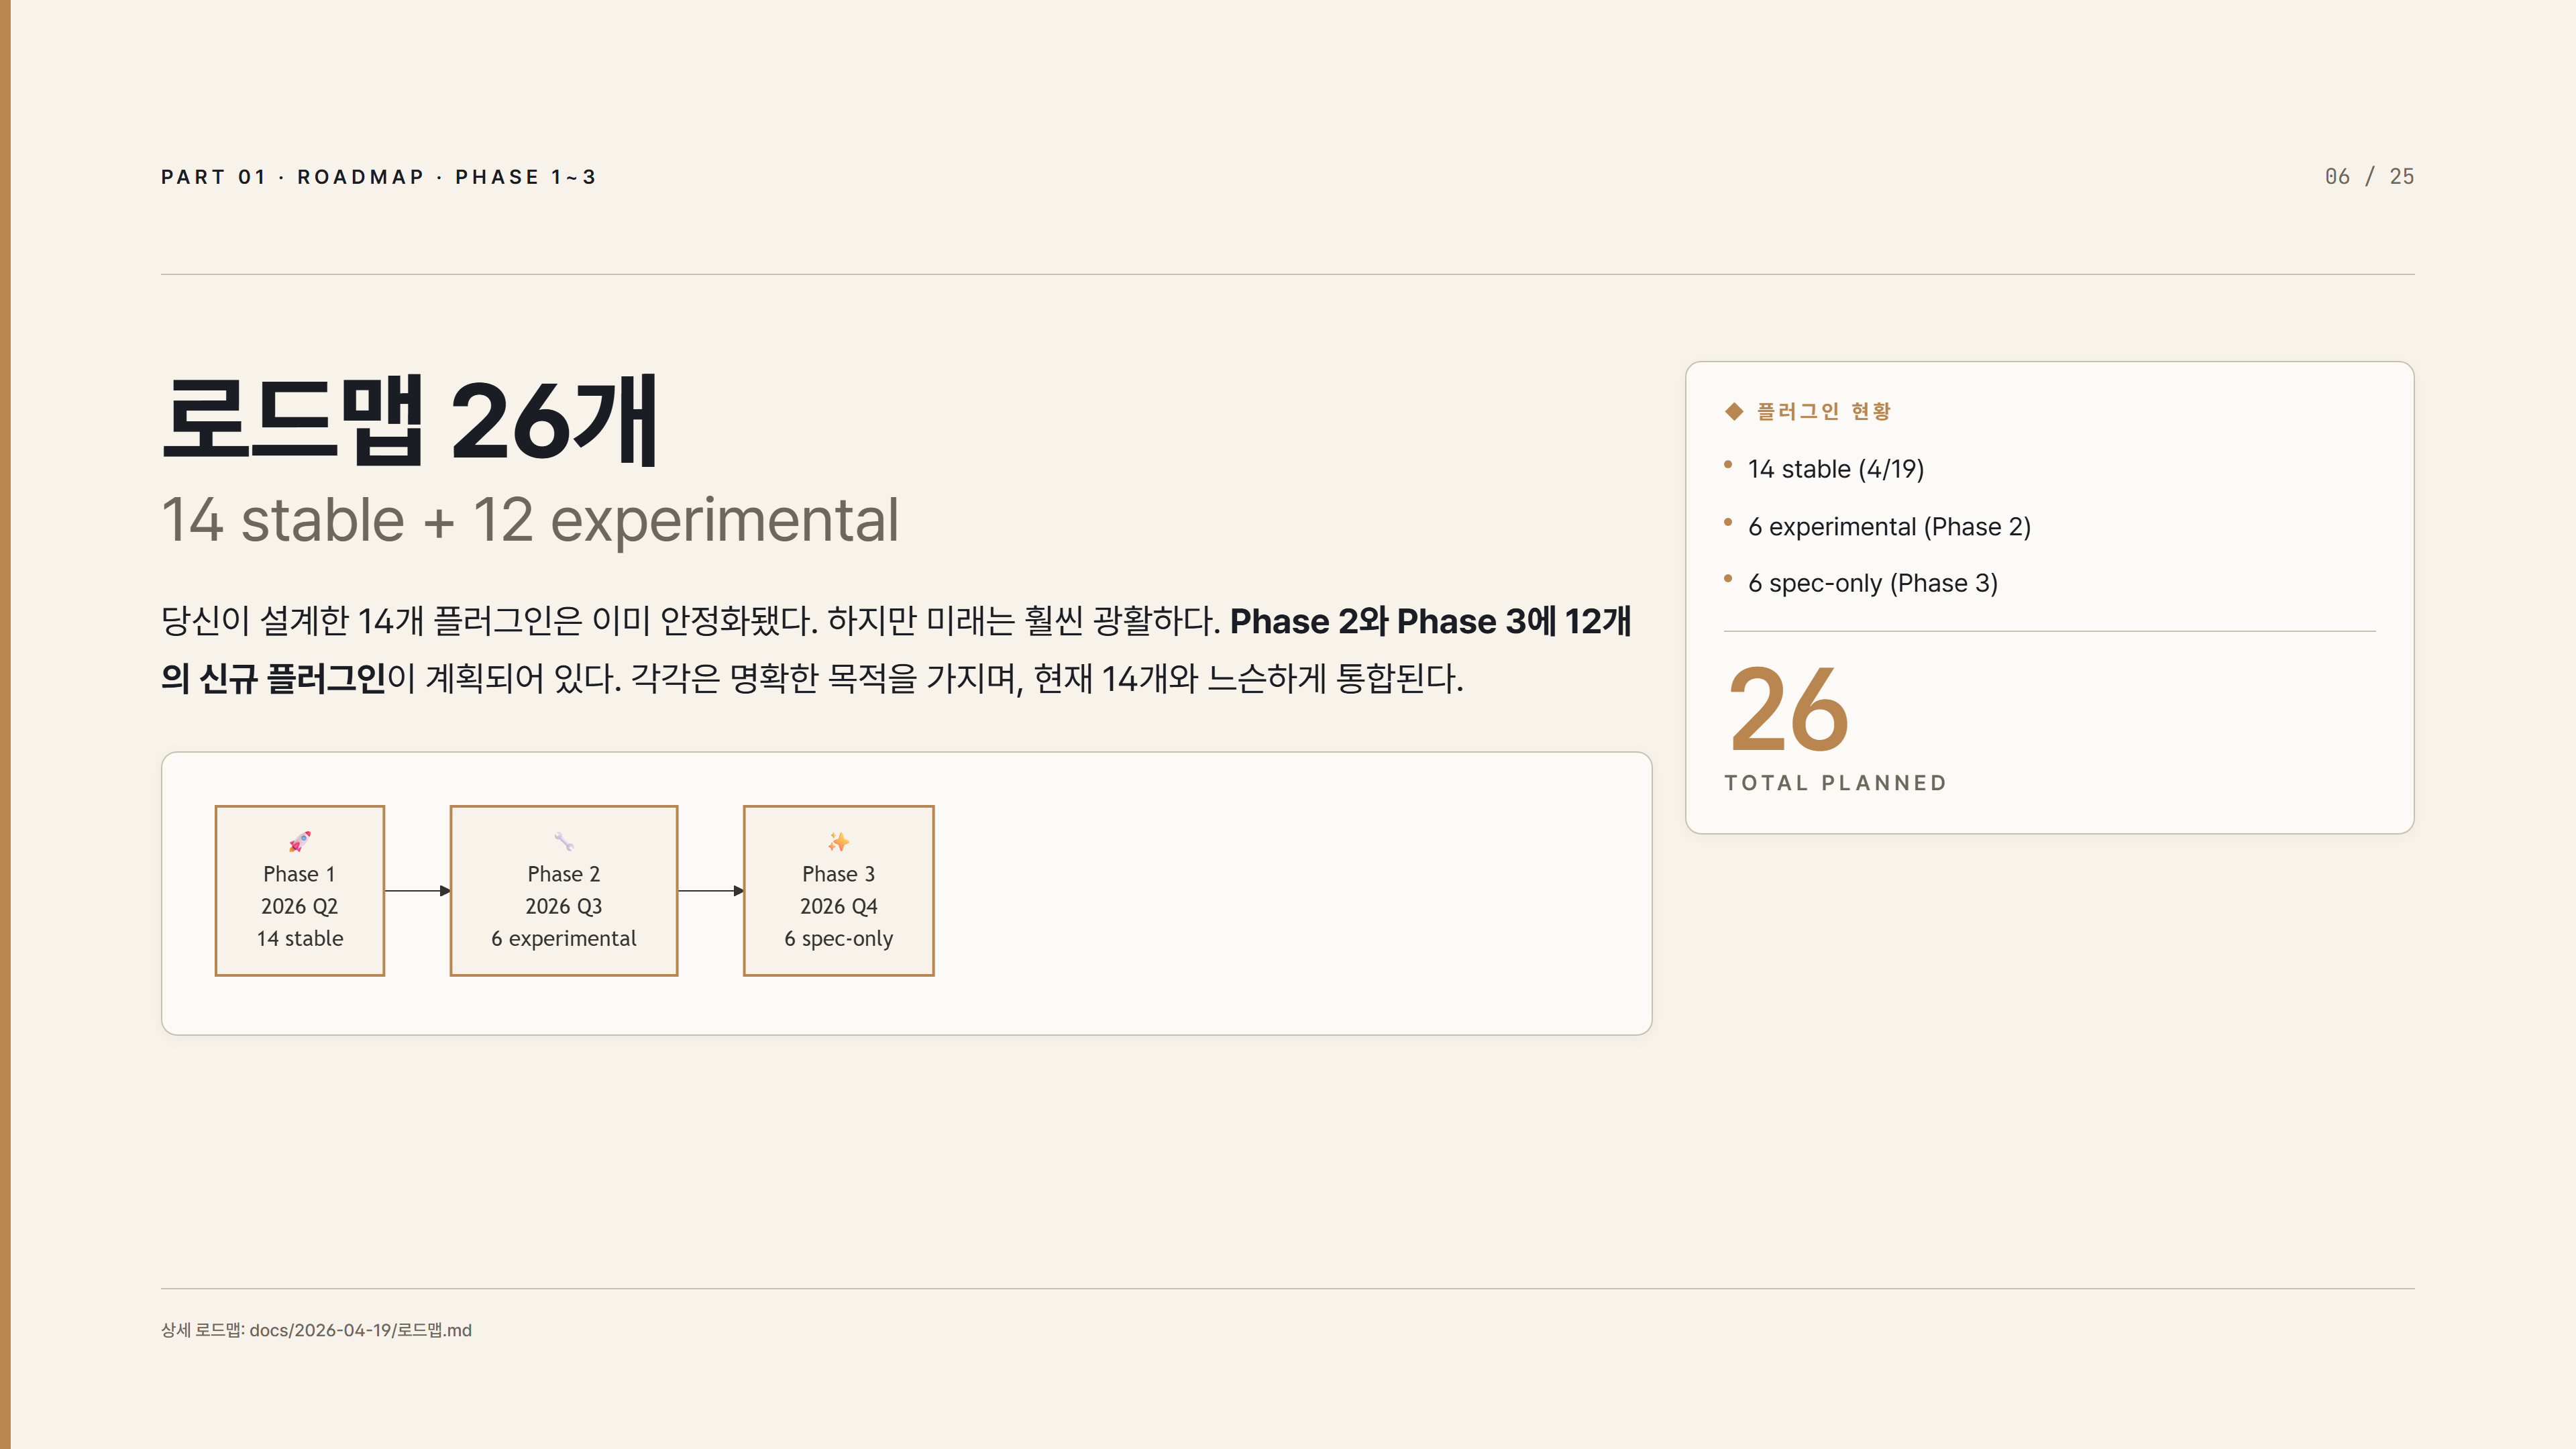 PART 01 · ROADMAP · PHASE 1~3
06 / 25
로드맵 26개
14 stable + 12 experimental
당신이 설계한 14개 플러그인은 이미 안정화됐다. 하지만 미래는 훨씬 광활하다. Phase 2와 Phase 3에 12개
의 신규 플러그인이 계획되어 있다. 각각은 명확한 목적을 가지며, 현재 14개와 느슨하게 통합된다.
Phase 1
2026 Q2
14 stable
Phase 2
2026 Q3
6 experimental
Phase 3
2026 Q4
6 spec-only
◆ 플러그인 현황
• 14 stable (4/19)
• 6 experimental (Phase 2)
• 6 spec-only (Phase 3)
26
TOTAL PLANNED
상세 로드맵: docs/2026-04-19/로드맵.md